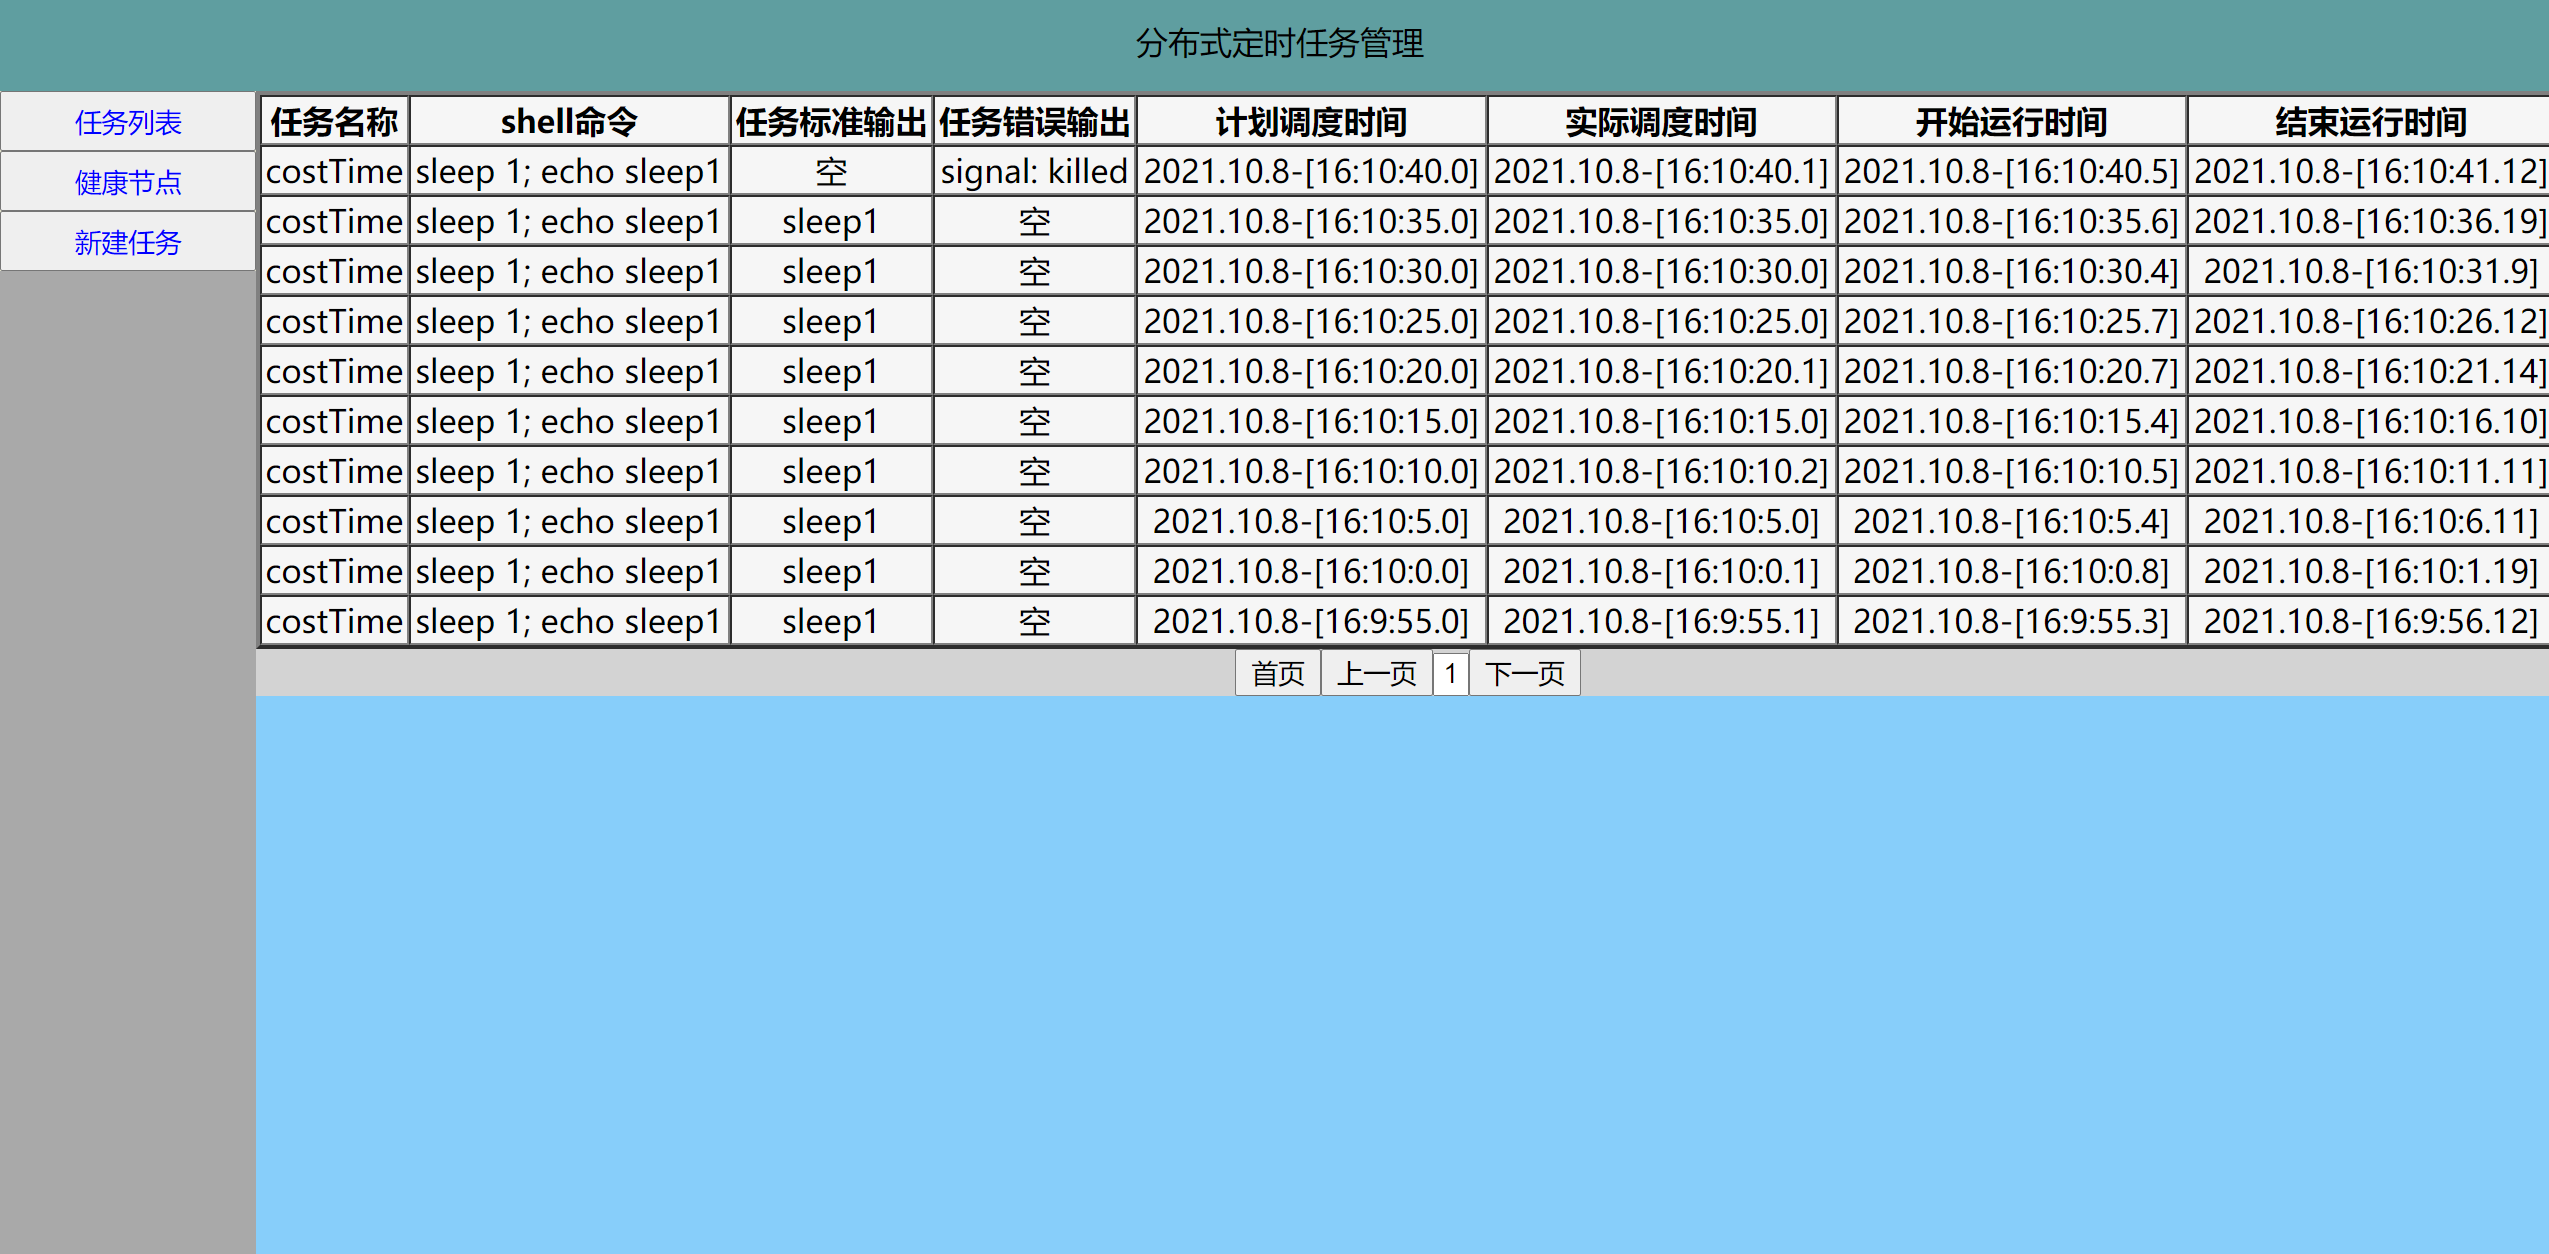 分布式定时任务管理
任务列表
健康节点
新建任务
任务名称 shell命令 任务标准输出 任务错误输出 计划调度时间 实际调度时间 开始运行时间 结束运行时间
costTime sleep 1; echo sleep1 空 signal: killed 2021.10.8-[16:10:40.0] 2021.10.8-[16:10:40.1] 2021.10.8-[16:10:40.5] 2021.10.8-[16:10:41.12]
costTime sleep 1; echo sleep1 sleep1 空 2021.10.8-[16:10:35.0] 2021.10.8-[16:10:35.0] 2021.10.8-[16:10:35.6] 2021.10.8-[16:10:36.19]
costTime sleep 1; echo sleep1 sleep1 空 2021.10.8-[16:10:30.0] 2021.10.8-[16:10:30.0] 2021.10.8-[16:10:30.4] 2021.10.8-[16:10:31.9]
costTime sleep 1; echo sleep1 sleep1 空 2021.10.8-[16:10:25.0] 2021.10.8-[16:10:25.0] 2021.10.8-[16:10:25.7] 2021.10.8-[16:10:26.12]
costTime sleep 1; echo sleep1 sleep1 空 2021.10.8-[16:10:20.0] 2021.10.8-[16:10:20.1] 2021.10.8-[16:10:20.7] 2021.10.8-[16:10:21.14]
costTime sleep 1; echo sleep1 sleep1 空 2021.10.8-[16:10:15.0] 2021.10.8-[16:10:15.0] 2021.10.8-[16:10:15.4] 2021.10.8-[16:10:16.10]
costTime sleep 1; echo sleep1 sleep1 空 2021.10.8-[16:10:10.0] 2021.10.8-[16:10:10.2] 2021.10.8-[16:10:10.5] 2021.10.8-[16:10:11.11]
costTime sleep 1; echo sleep1 sleep1 空 2021.10.8-[16:10:5.0] 2021.10.8-[16:10:5.0] 2021.10.8-[16:10:5.4] 2021.10.8-[16:10:6.11]
costTime sleep 1; echo sleep1 sleep1 空 2021.10.8-[16:10:0.0] 2021.10.8-[16:10:0.1] 2021.10.8-[16:10:0.8] 2021.10.8-[16:10:1.19]
costTime sleep 1; echo sleep1 sleep1 空 2021.10.8-[16:9:55.0] 2021.10.8-[16:9:55.1] 2021.10.8-[16:9:55.3] 2021.10.8-[16:9:56.12]
首页 上一页 1 下一页